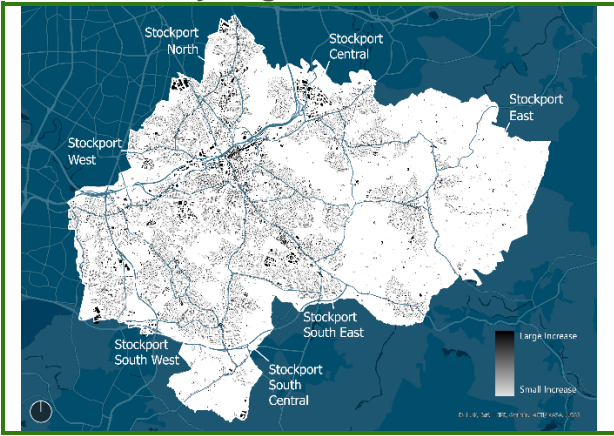 Stockport
North
Stockport
Central
Stockport
East
Stockport
West
Stockport
South East
Stockport
South West
Stockport
South
Central
Large Increase
Small Increase